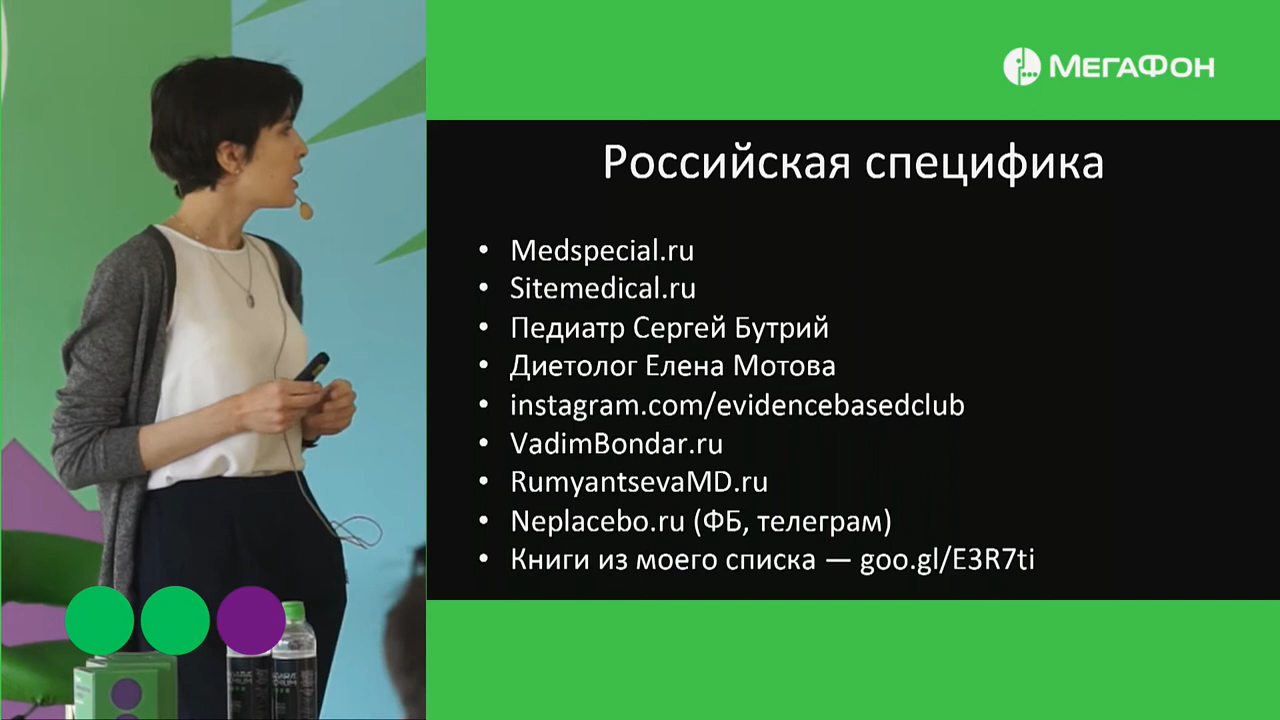 МЕГАФОН
Российская специфика
• Medspecial.ru
• Sitemedical.ru
• Педиатр Сергей Бутрий
• Диетолог Елена Мотова
• instagram.com/evidencebasedclub
• VadimBondar.ru
• RumyantsevaMD.ru
• Neplacebo.ru (ФБ, телеграм)
• Книги из моего списка — goo.gl/E3R7ti